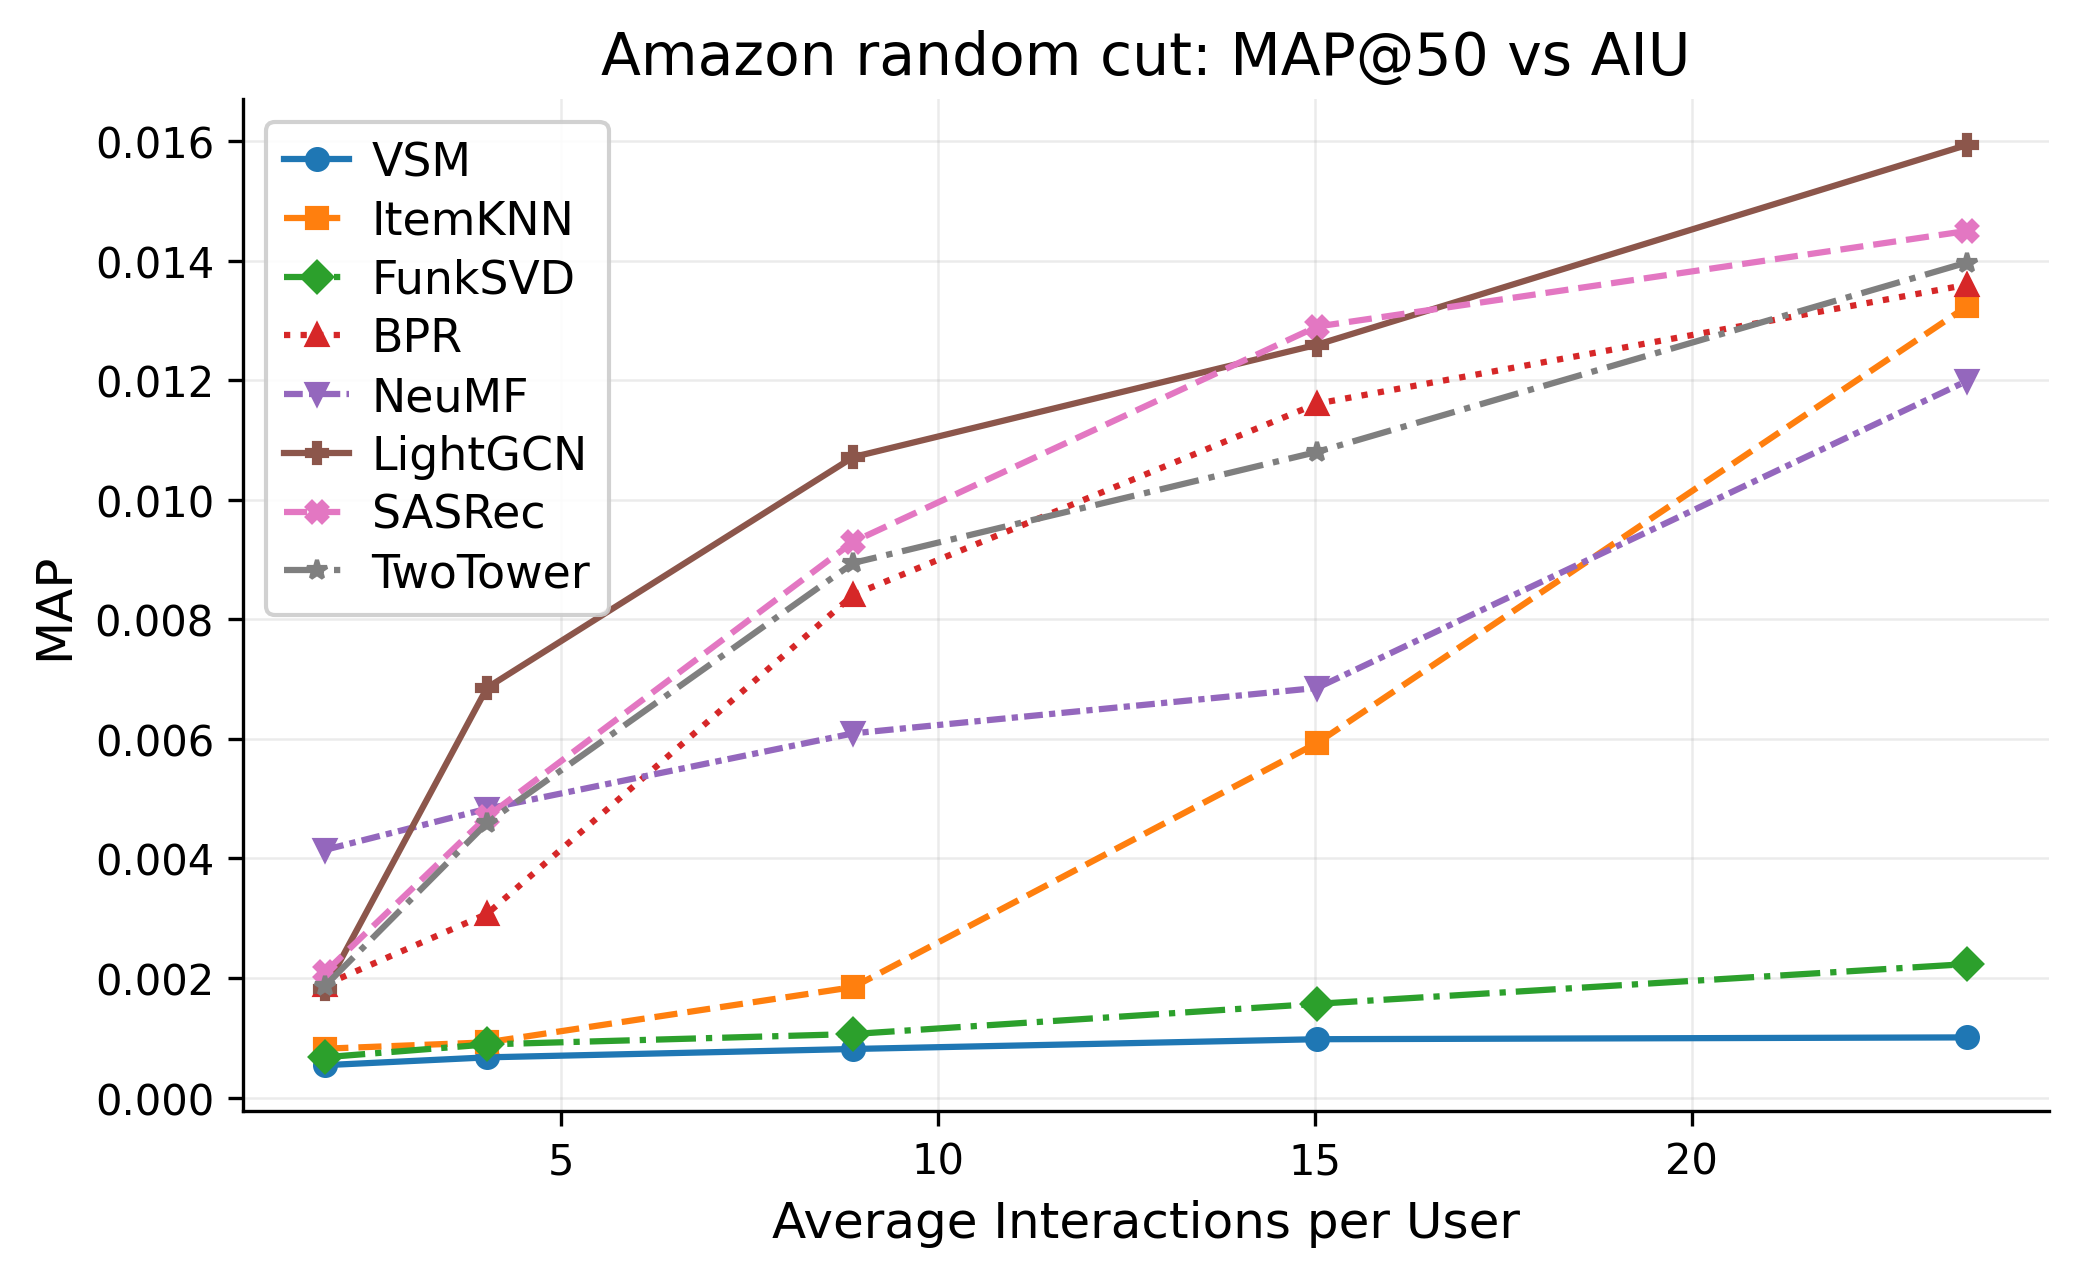 Amazon random cut: MAP@50 vs AIU
0.016
0.014
0.012
0.010
0.008
0.006
0.004
0.002
0.000
MAP
VSM
ItemKNN
FunkSVD
BPR
NeuMF
LightGCN
SASRec
TwoTower
5
10
15
20
Average Interactions per User